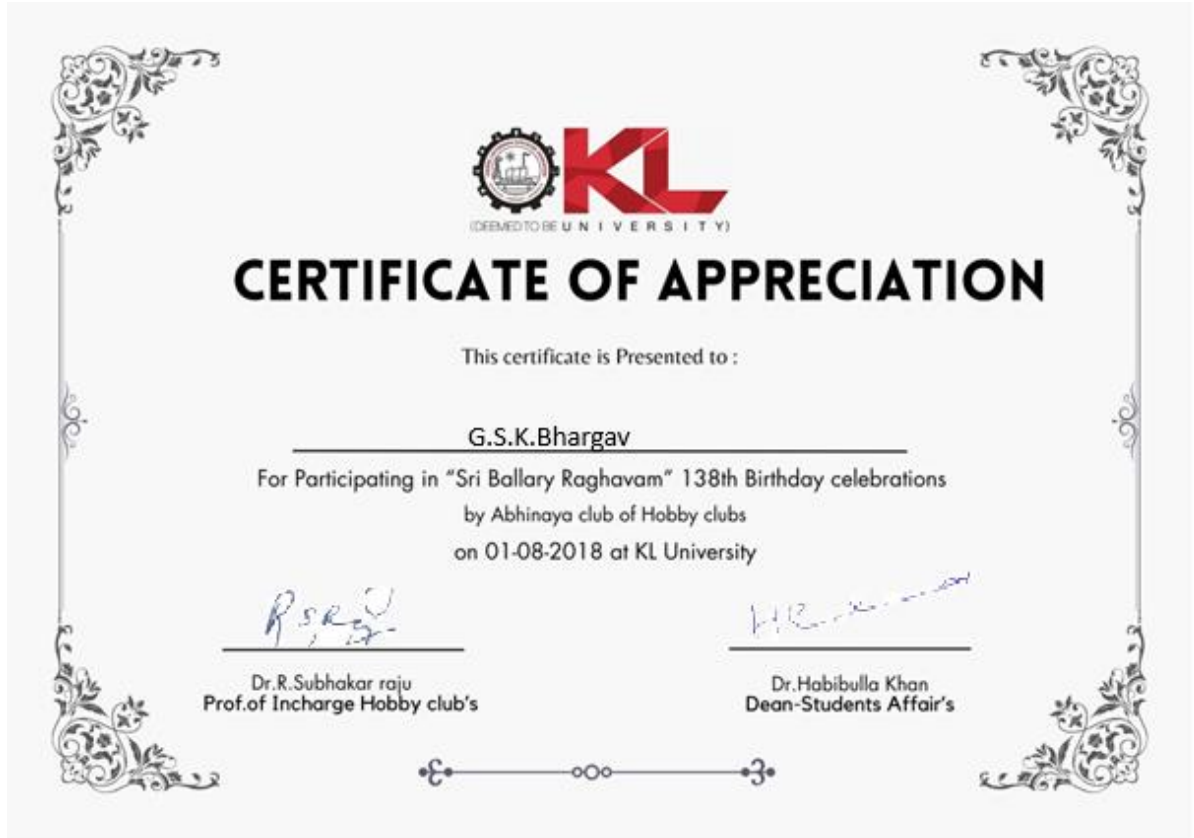 KL
(DEEMED TO BE UNIVERSITY)
CERTIFICATE OF APPRECIATION
This certificate is Presented to :
G.S.K.Bhargav
For Participating in "Sri Ballary Raghavam" 138th Birthday celebrations
by Abhinaya club of Hobby clubs
on 01-08-2018 at KL University
Dr.R.Subhakar raju
Prof.of Incharge Hobby club's
Dr.Habibulla Khan
Dean-Students Affair's